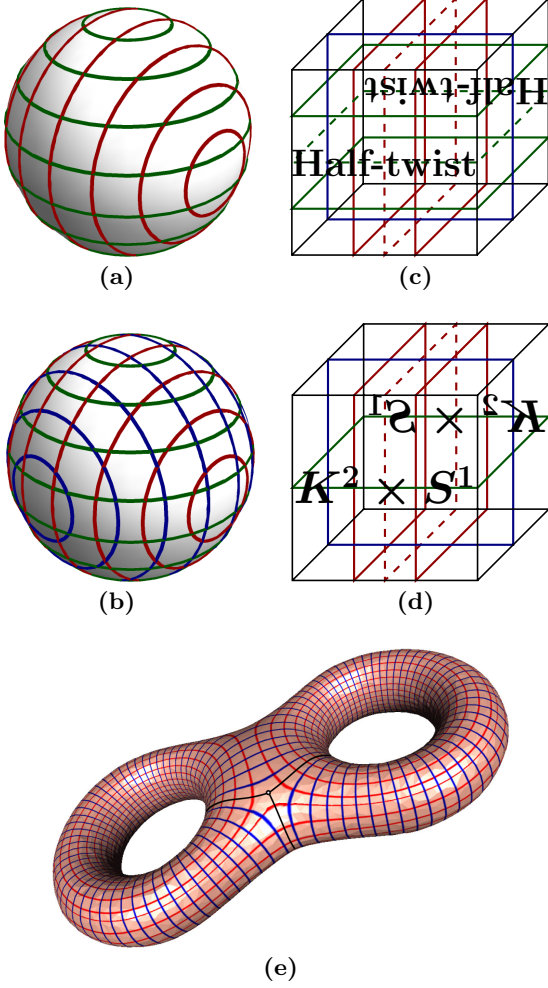 Half-twist
Half-twist
(a)
(c)
K² × S¹
K² × S¹
(b)
(d)
(e)